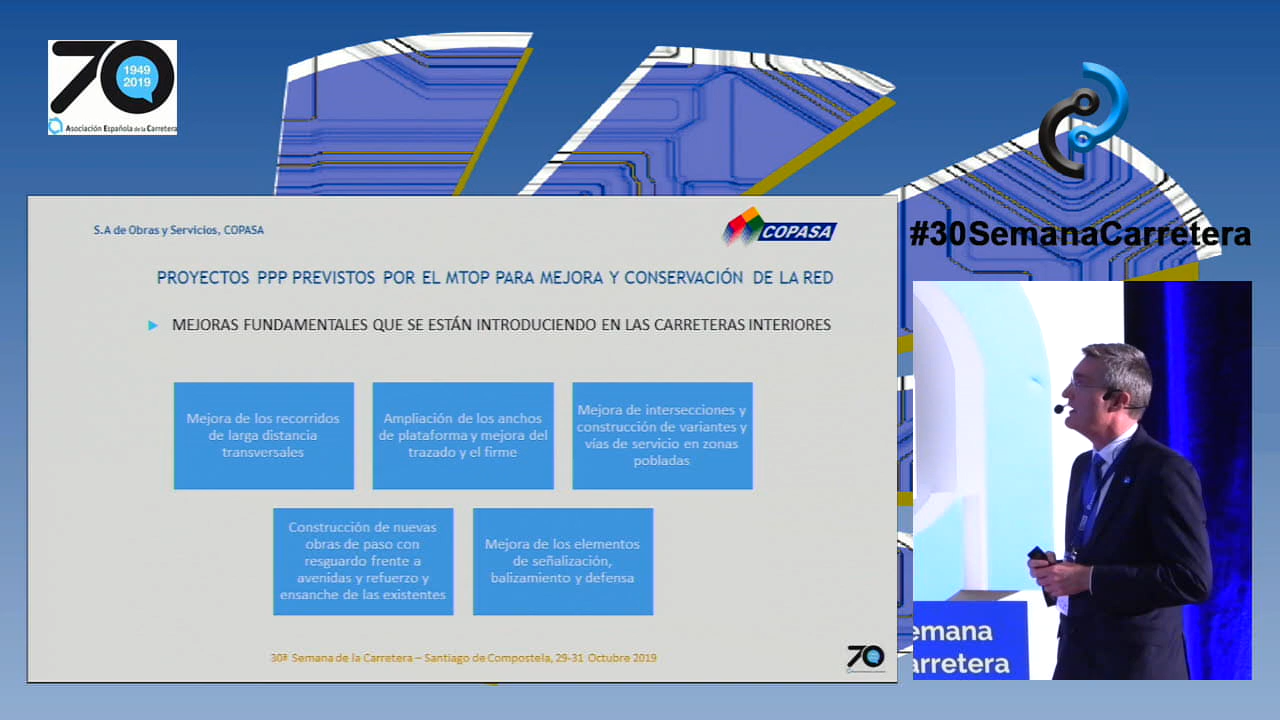 1949
2019
Asociación Española de la Carretera
#30SemanaCarretera
S.A de Obras y Servicios, COPASA
COPASA
PROYECTOS PPP PREVISTOS POR EL MTOP PARA MEJORA Y CONSERVACIÓN DE LA RED
MEJORAS FUNDAMENTALES QUE SE ESTÁN INTRODUCIENDO EN LAS CARRETERAS INTERIORES
Mejora de los recorridos
de larga distancia
transversales
Ampliación de los anchos
de plataforma y mejora del
trazado y el firme
Mejora de intersecciones y
construcción de variantes y
vías de servicio en zonas
pobladas
Construcción de nuevas
obras de paso con
resguardo frente a
avenidas y refuerzo y
ensanche de las existentes
Mejora de los elementos
de señalización,
balizamiento y defensa
30ª Semana de la Carretera – Santiago de Compostela, 29-31 Octubre 2019
70
emana
arretera